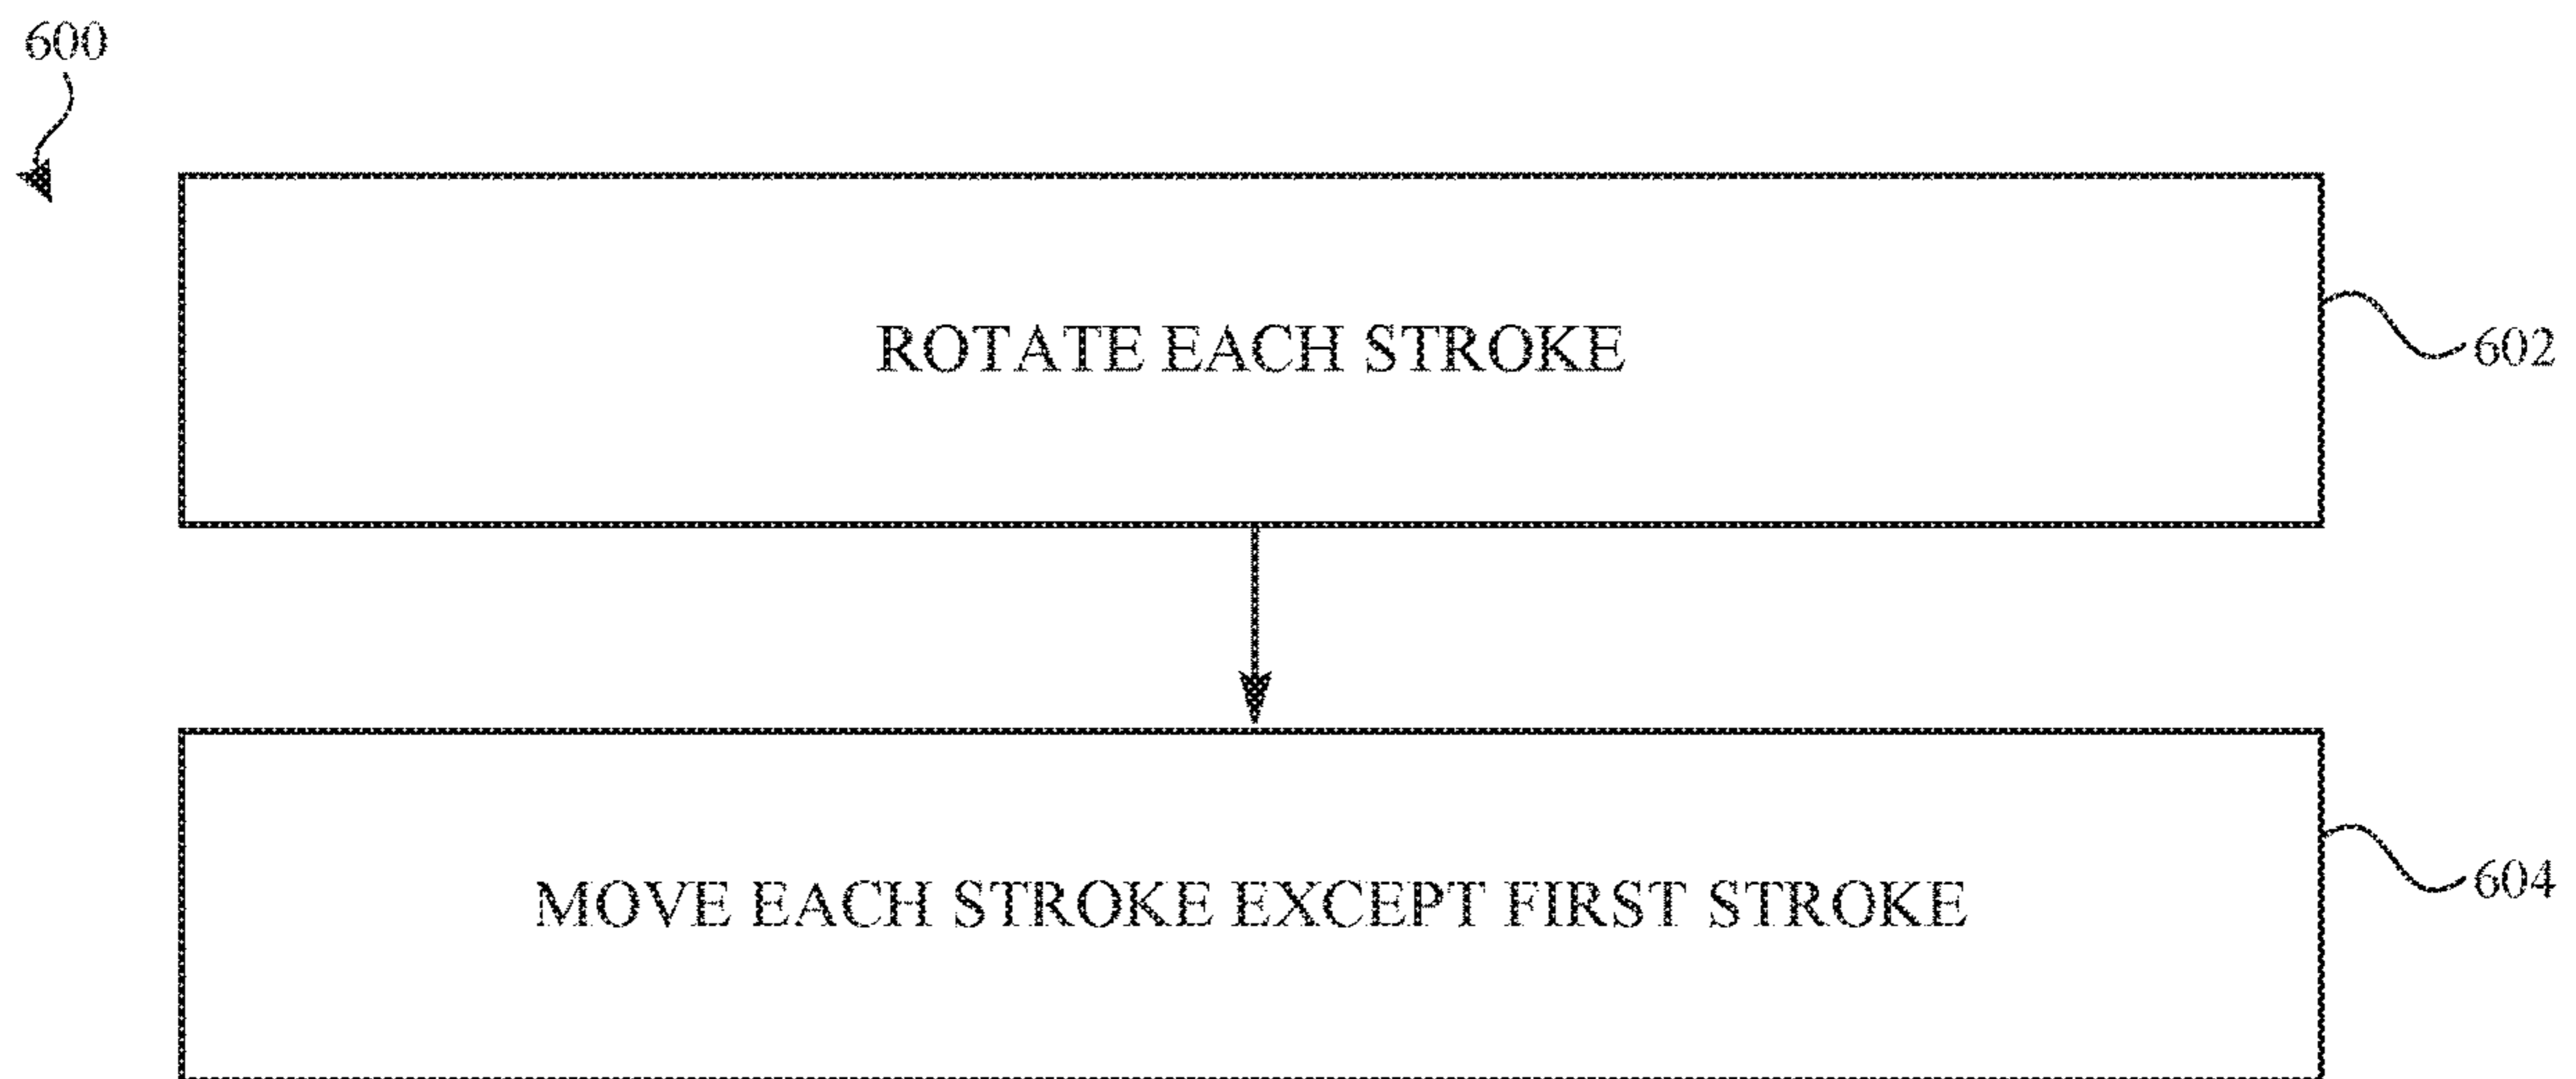 600
ROTATE EACH STROKE
602
MOVE EACH STROKE EXCEPT FIRST STROKE
604